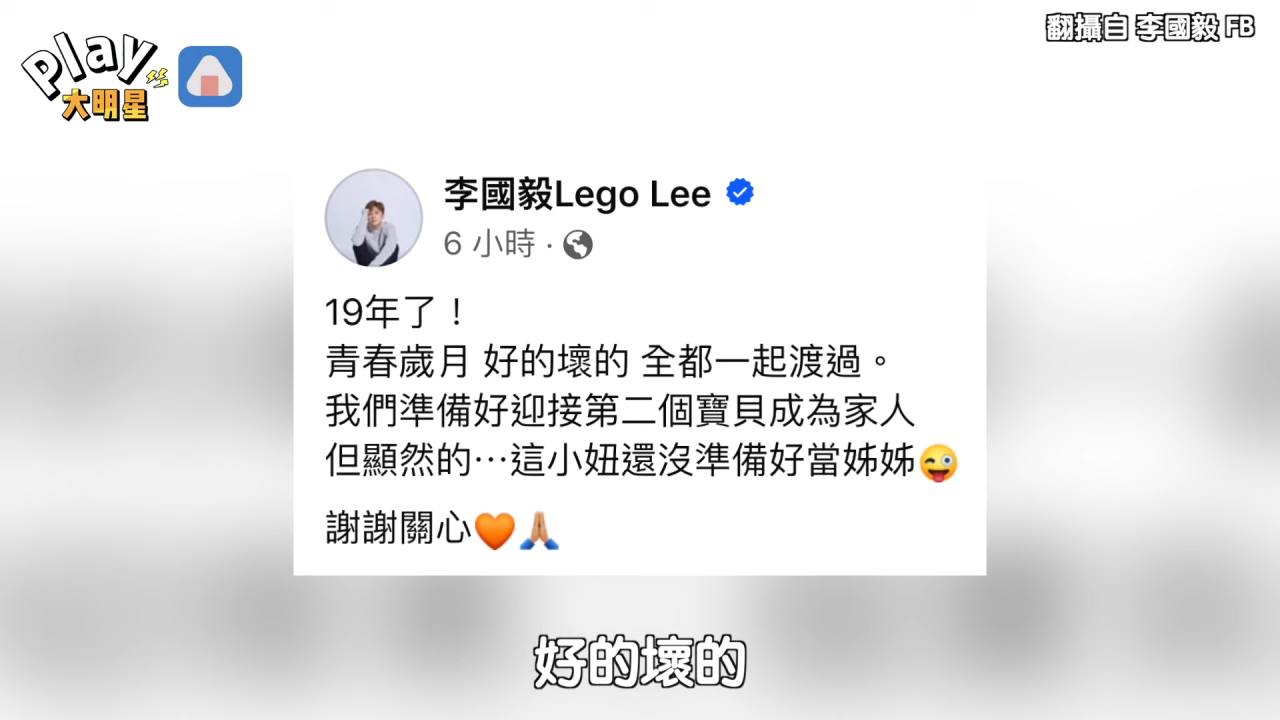 Play
大明星
翻攝自 李國毅 FB
李國毅Lego Lee
6 小時 ·
19年了！
青春歲月 好的壞的 全都一起渡過。
我們準備好迎接第二個寶貝成為家人
但顯然的⋯這小妞還沒準備好當姊姊😜
謝謝關心🧡🙏🏽
好的壞的